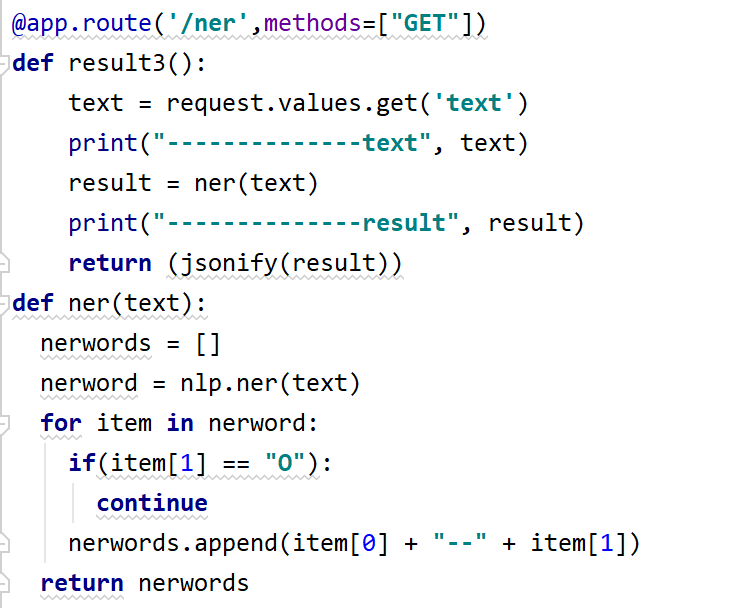 @app.route('/ner',methods=["GET"])
def result3():
    text = request.values.get('text')
    print("--------------text", text)
    result = ner(text)
    print("--------------result", result)
    return (jsonify(result))
def ner(text):
  nerwords = []
  nerword = nlp.ner(text)
  for item in nerword:
    if(item[1] == "O"):
      continue
    nerwords.append(item[0] + "--" + item[1])
  return nerwords